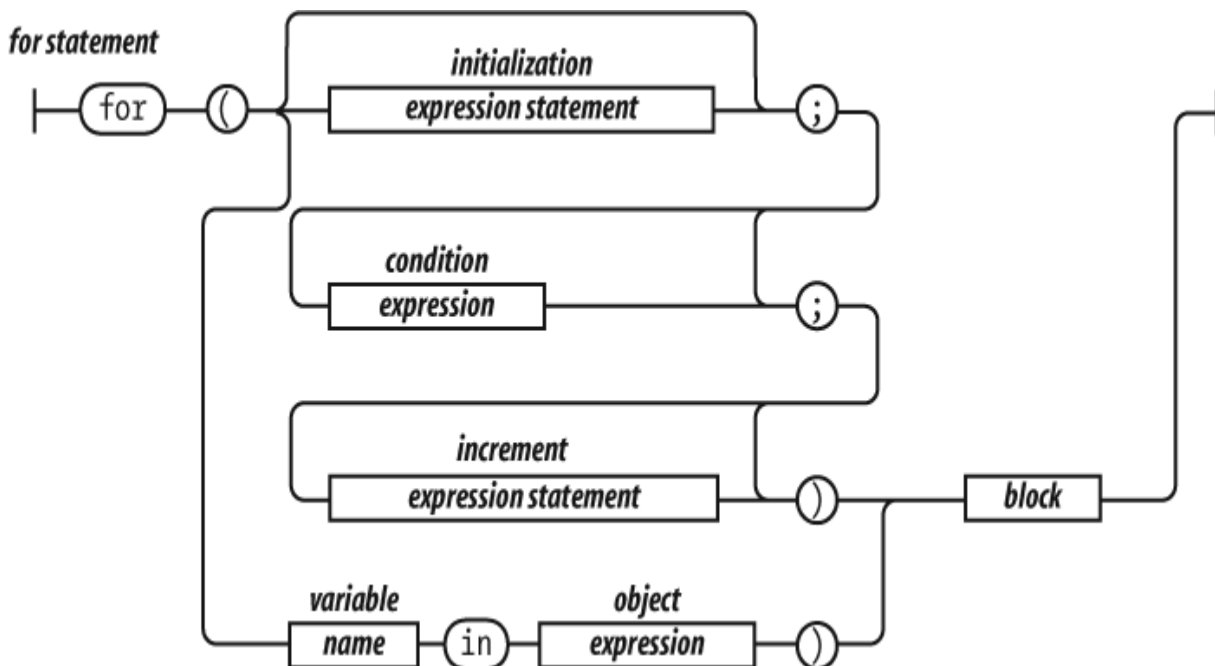 for statement
initialization
for ( expression statement ;
condition
expression ;
increment
expression statement ) block
variable object
name in expression )